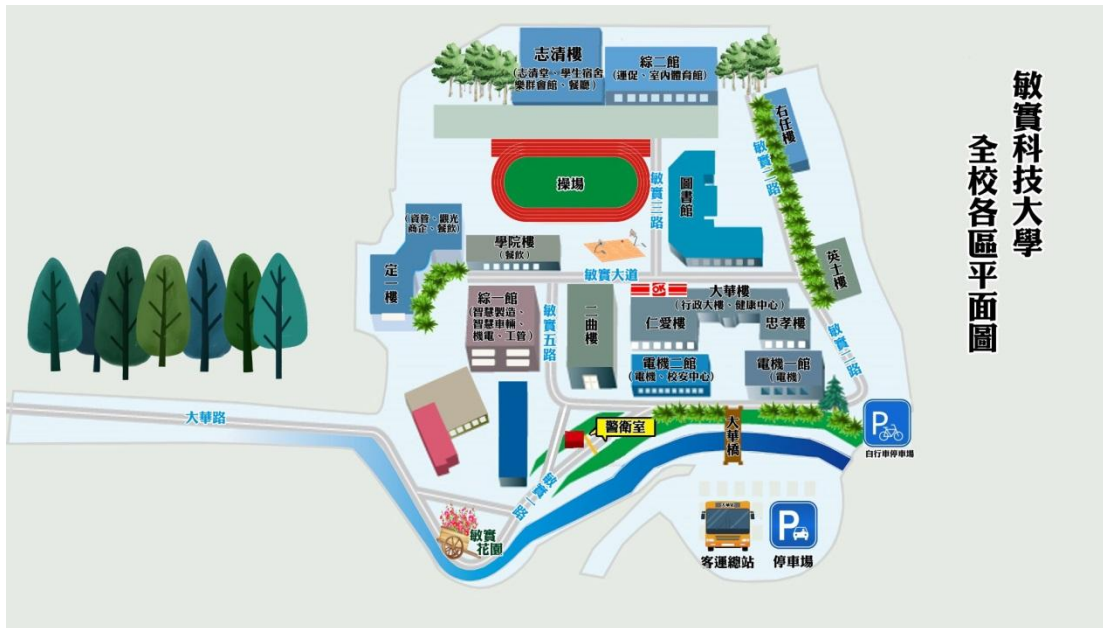 敏實科技大學
全校各區平面圖
志清樓
(志清堂、學生宿舍
樂群會館、餐廳)
綜二館
(運促、室內體育館)
右任樓
敏實二路
操場
敏實三路
圖書館
(資管、觀光
商企、餐飲)
定一樓
學院樓
(餐飲)
敏實大道
英士樓
綜一館
(智慧製造、
智慧車輛、
機電、工管)
敏實五路
二曲樓
OK
大華樓
(行政大樓、健康中心)
仁愛樓
忠孝樓
敏實二路
電機二館
(電機、校安中心)
電機一館
(電機)
大華路
警衛室
大華橋
P
自行車停車場
敏實一路
敏實
花園
客運總站
P
停車場